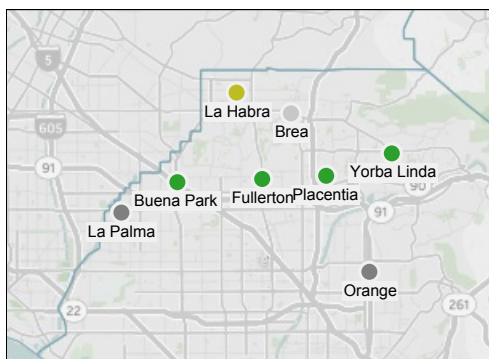 5
La Habra
Brea
605
91
Yorba Linda
Buena Park
Fullerton
Placentia
90
La Palma
91
Orange
22
261